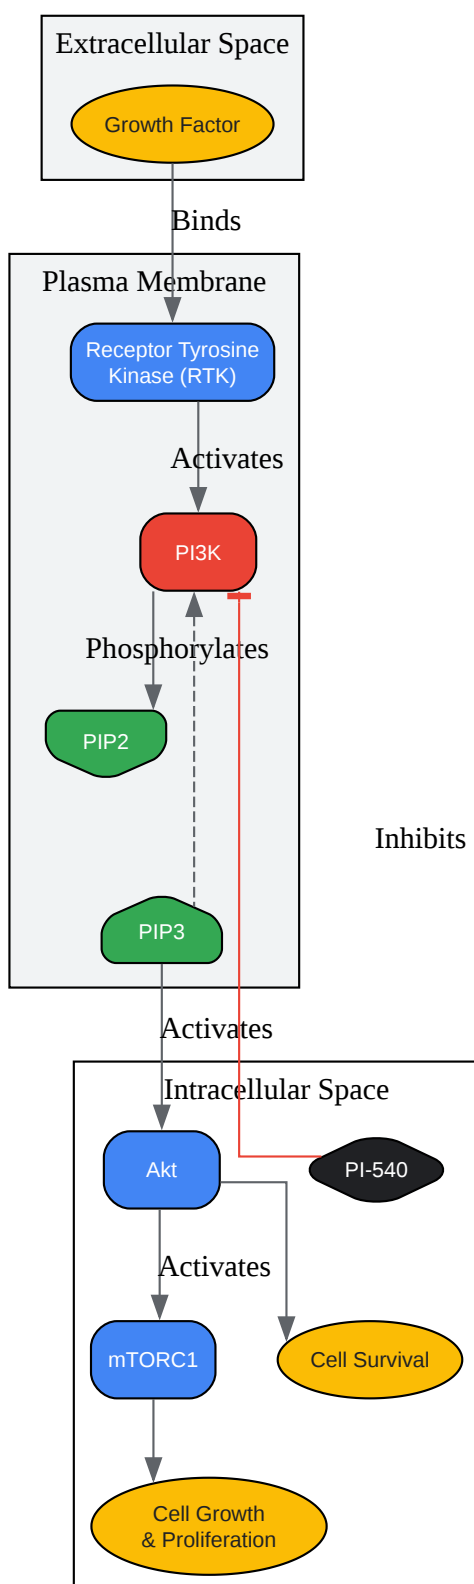 Extracellular Space
Growth Factor
Binds
Plasma Membrane
Receptor Tyrosine
Kinase (RTK)
Activates
PI3K
Phosphorylates
PIP2
Inhibits
PIP3
Activates
Intracellular Space
Akt
PI-540
Activates
mTORC1
Cell Survival
Cell Growth
& Proliferation